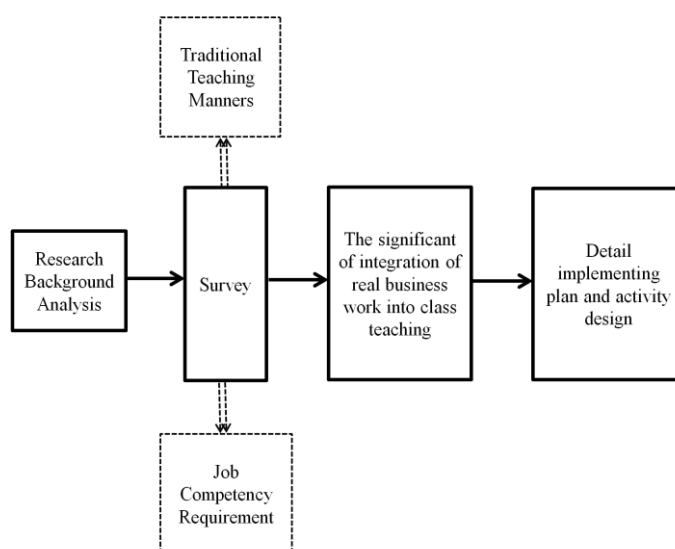 Traditional
Teaching
Manners
Research
Background
Analysis
Survey
The significant
of integration of
real business
work into class
teaching
Detail
implementing
plan and activity
design
Job
Competency
Requirement